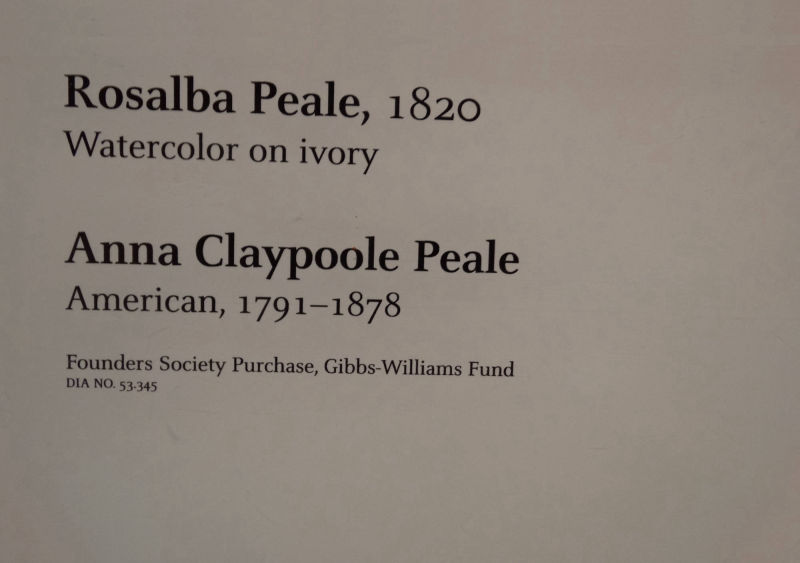 Rosalba Peale, 1820
Watercolor on ivory
Anna Claypoole Peale
American, 1791–1878
Founders Society Purchase, Gibbs-Williams Fund
DIA NO. 53.345